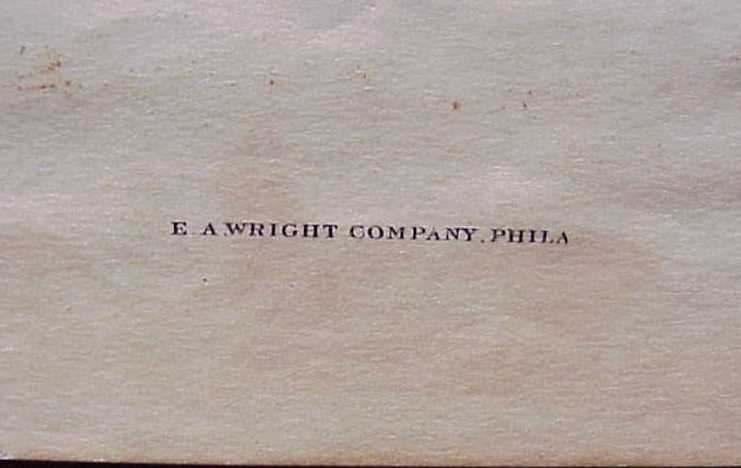 E. A. WRIGHT COMPANY, PHILA